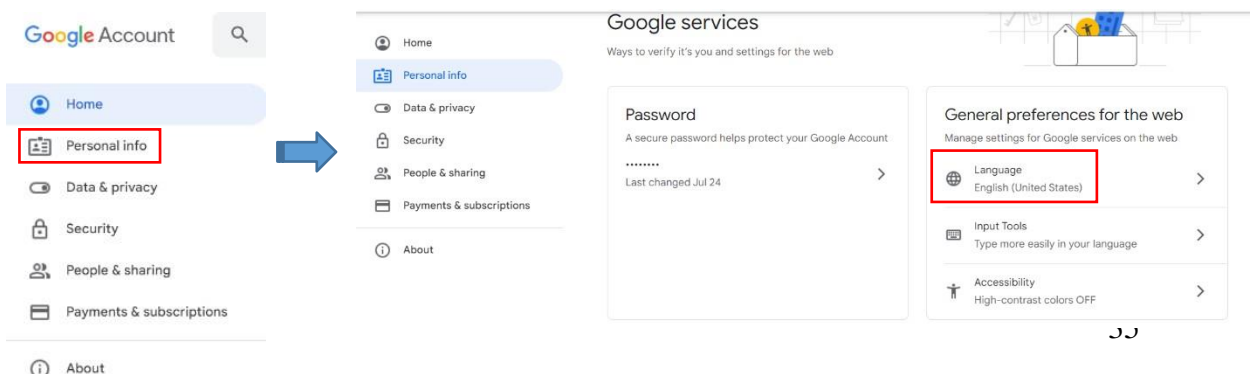 Google Account
Home
Personal info
Data & privacy
Security
People & sharing
Payments & subscriptions
About
Home
Personal info
Data & privacy
Security
People & sharing
Payments & subscriptions
About
Google services
Ways to verify it's you and settings for the web
Password
A secure password helps protect your Google Account
••••••••
Last changed Jul 24
General preferences for the web
Manage settings for Google services on the web
Language
English (United States)
Input Tools
Type more easily in your language
Accessibility
High-contrast colors OFF